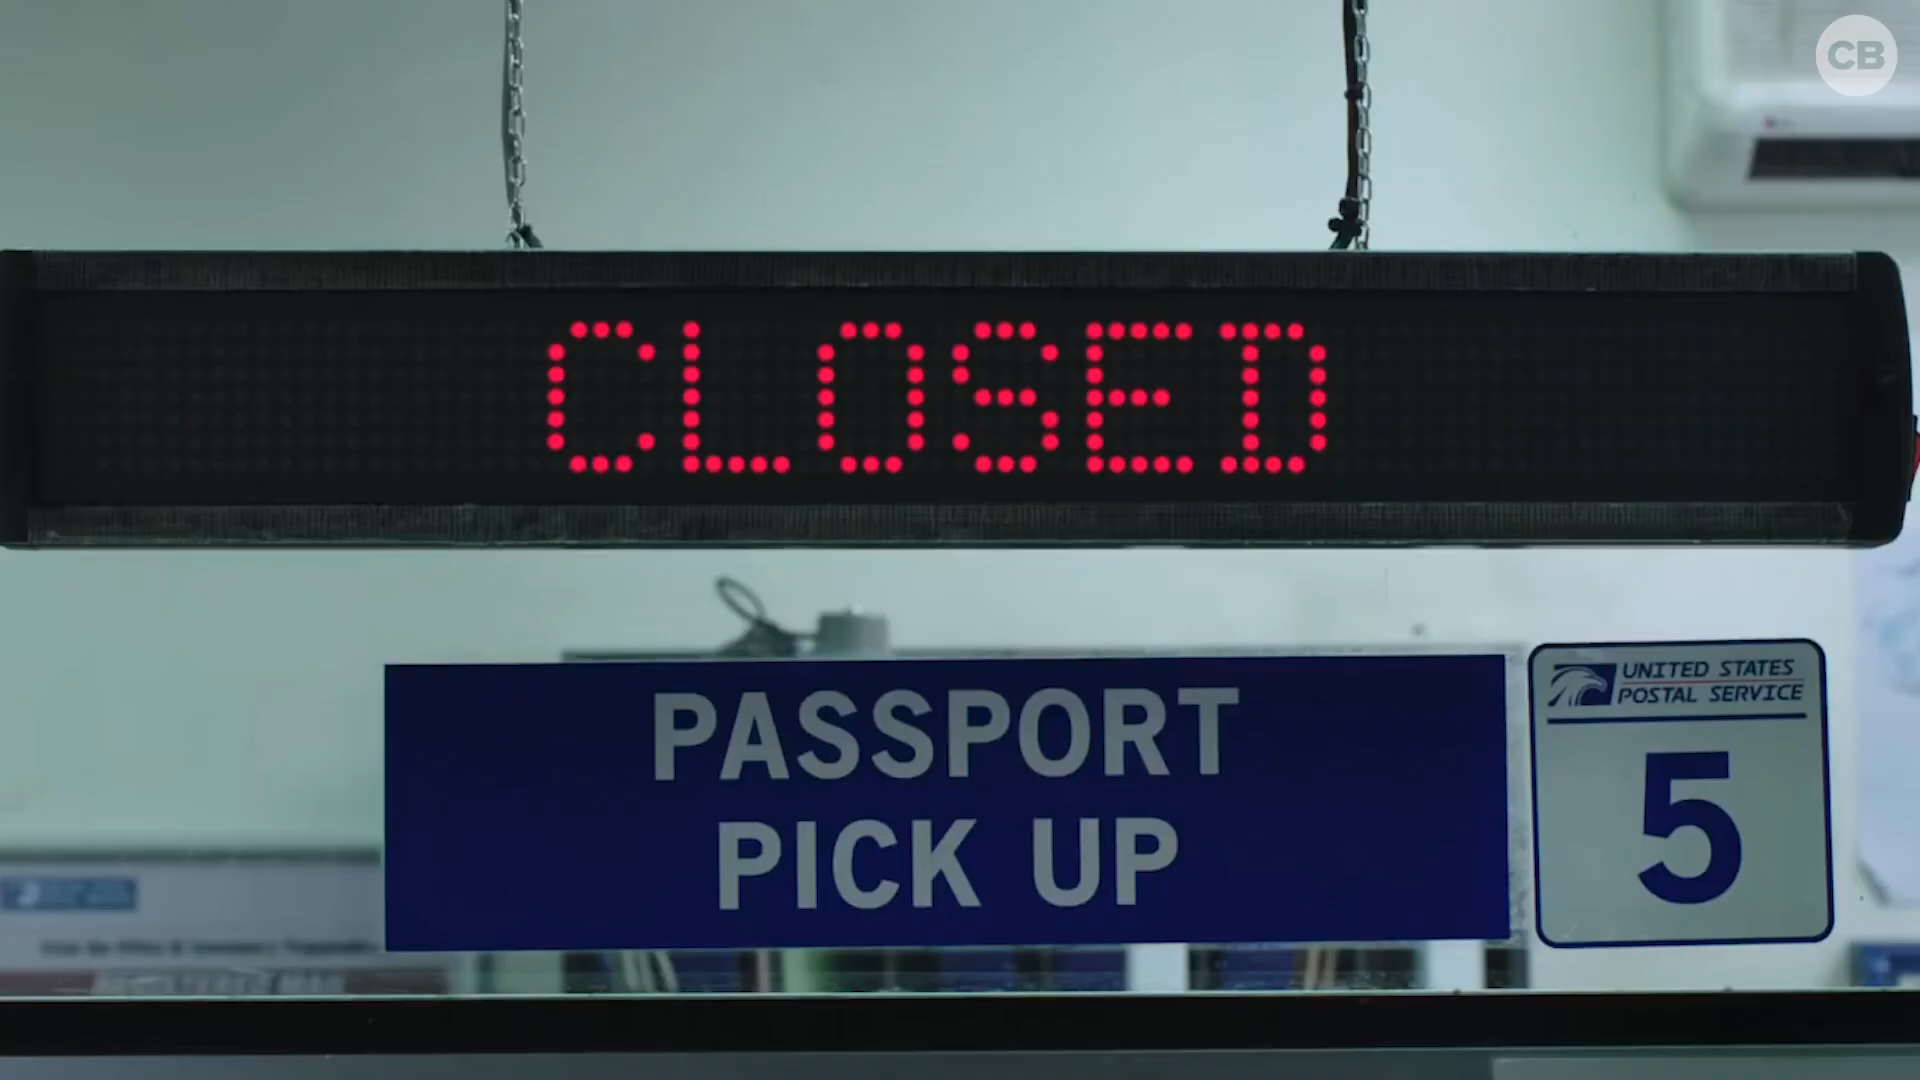 CB
CLOSED
PASSPORT
PICK UP
UNITED STATES
POSTAL SERVICE
5